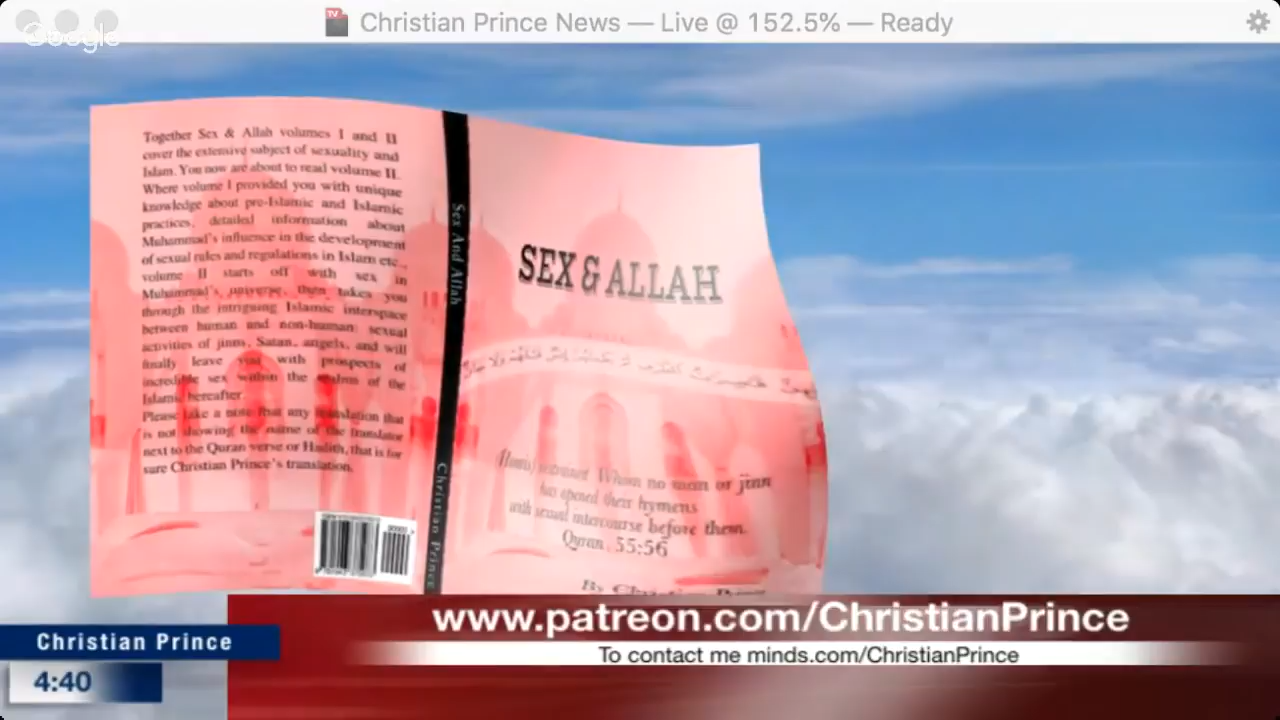 Christian Prince News — Live @ 152.5% — Ready
TV
Google
Together Sex & Allah volumes I and II
cover the extensive subject of sexuality and
Islam. You now are about to read volume II.
Where volume I provided you with unique
knowledge about pre-Islamic and Islamic
practices, detailed information about
Muhammad's influence in the development
of sexual rules and regulations in Islam etc.,
volume II starts off with sex in
Muhammad's universe, then takes you
through the intriguing Islamic interspace
between human and non-human sexual
activities of jinns, Satan, angels, and will
finally leave you with prospects of
incredible sex within the realms of the
Islamic hereafter.
Please take a note that any translation that
is not showing the name of the translator
next to the Quran verse or Hadith, that is for
sure Christian Prince's translation.
Sex And Allah
Christian Prince
SEX & ALLAH
Whom no man or jinn
has opened their hymens
with sexual intercourse before them.
Quran 55:56
By Christian Prince
www.patreon.com/ChristianPrince
To contact me minds.com/ChristianPrince
Christian Prince
4:40